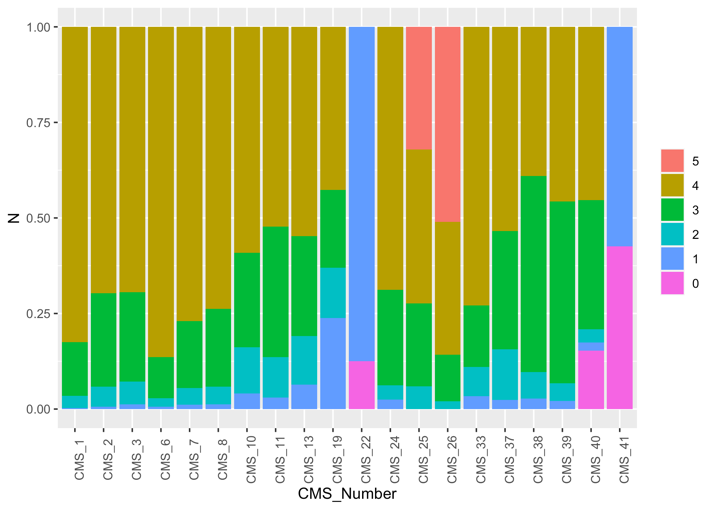 1.00
0.75
0.50
0.25
0.00
N
CMS_1
CMS_2
CMS_3
CMS_6
CMS_7
CMS_8
CMS_10
CMS_11
CMS_13
CMS_19
CMS_22
CMS_24
CMS_25
CMS_26
CMS_33
CMS_37
CMS_38
CMS_39
CMS_40
CMS_41
CMS_Number
5
4
3
2
1
0